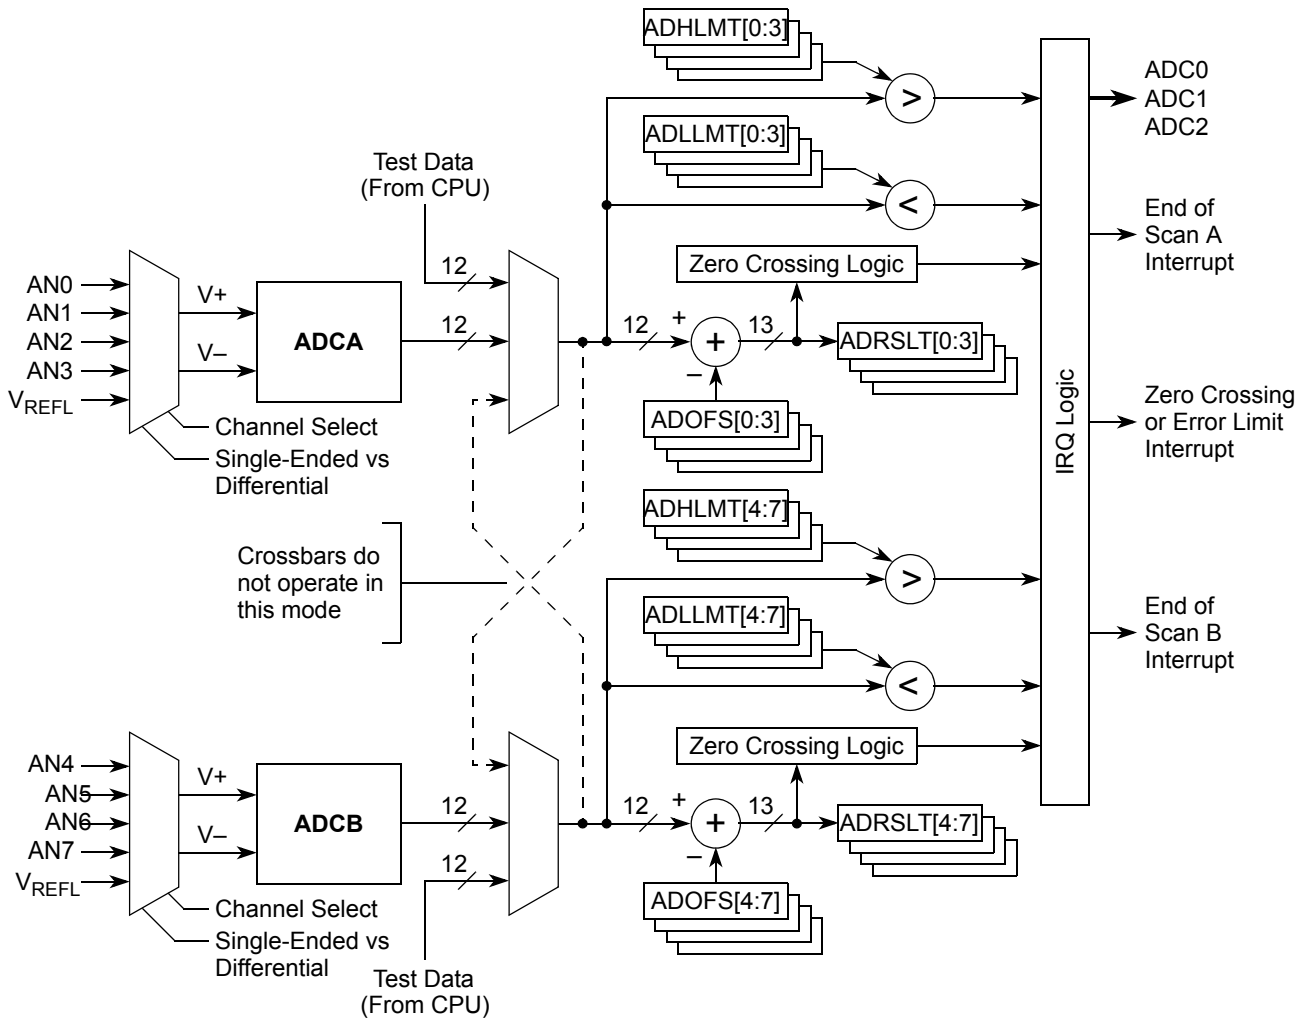 ADHLMT[0:3]
>
ADC0
ADC1
ADC2
ADLLMT[0:3]
<
Test Data
(From CPU)
End of
Scan A
Interrupt
12
Zero Crossing Logic
AN0
AN1
AN2
AN3
VREFL
V+
V–
ADCA
12
12
+
+
–
13
ADRSLT[0:3]
ADOFS[0:3]
Channel Select
Single-Ended vs
Differential
IRQ Logic
Zero Crossing
or Error Limit
Interrupt
ADHLMT[4:7]
>
Crossbars do
not operate in
this mode
ADLLMT[4:7]
<
End of
Scan B
Interrupt
Zero Crossing Logic
AN4
AN5
AN6
AN7
VREFL
V+
V–
ADCB
12
12
12
+
+
–
13
ADRSLT[4:7]
ADOFS[4:7]
Channel Select
Single-Ended vs
Differential
Test Data
(From CPU)